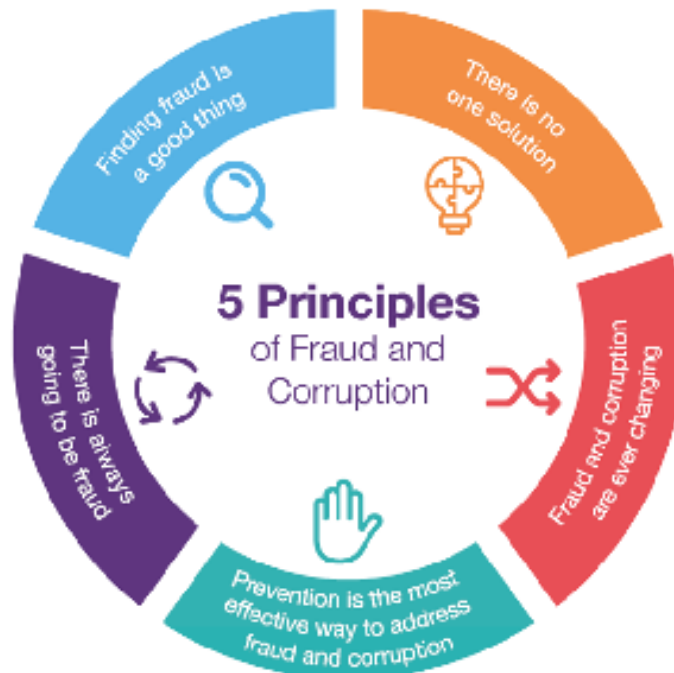 5 Principles
of Fraud and
Corruption
Finding fraud is
a good thing
There is no
one solution
Fraud and corruption
are ever changing
Prevention is the most
effective way to address
fraud and corruption
There is always
going to be fraud